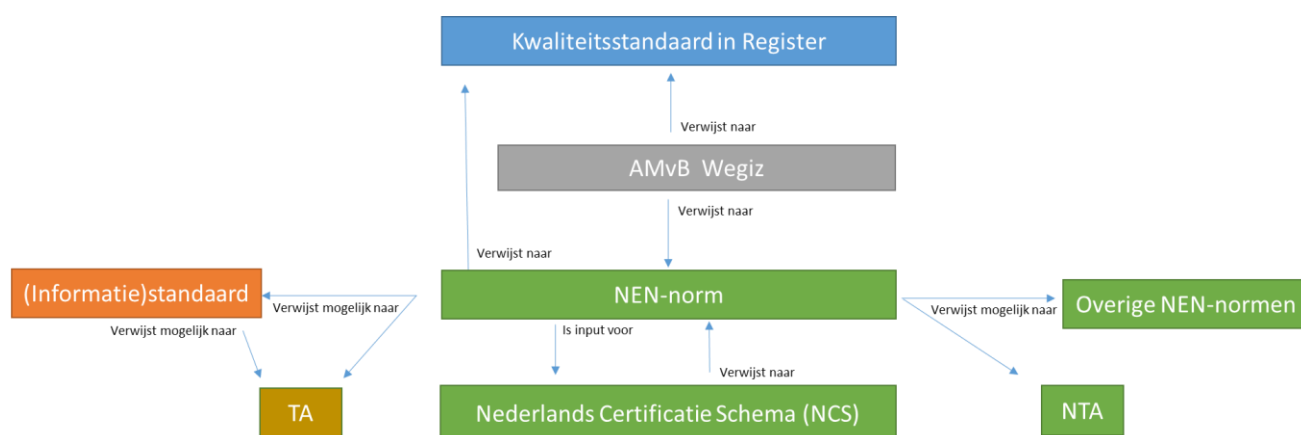 Kwaliteitsstandaard in Register
Verwijst naar
AMvB Wegiz
Verwijst naar
Verwijst naar
(Informatie)standaard
NEN-norm
Overige NEN-normen
Verwijst mogelijk naar
Verwijst mogelijk naar
Verwijst mogelijk naar
Is input voor
Verwijst naar
TA
Nederlands Certificatie Schema (NCS)
NTA